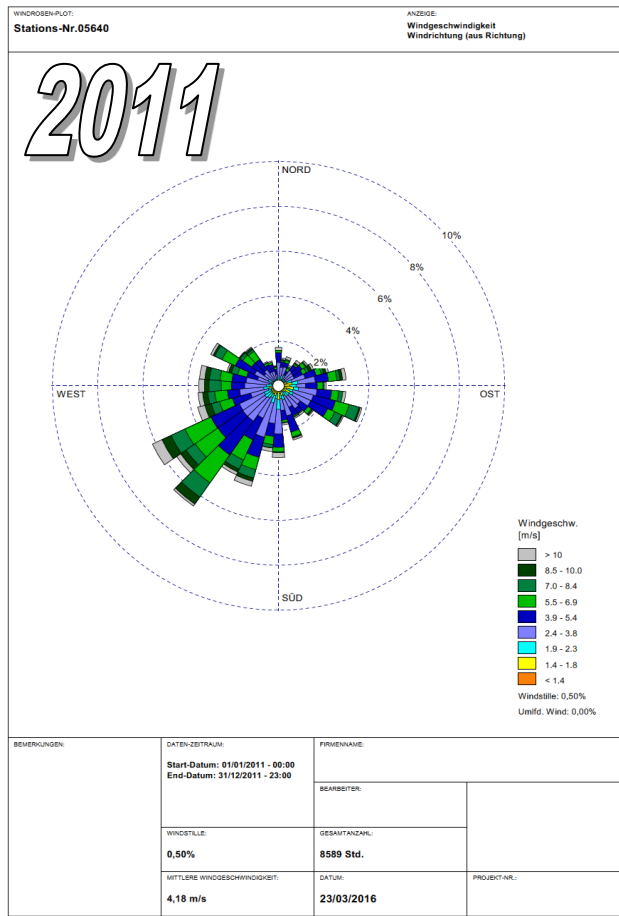 WINDROSEN-PLOT:
Stations-Nr.05640
ANZEIGE:
Windgeschwindigkeit
Windrichtung (aus Richtung)
2011
NORD
10%
8%
6%
4%
2%
WEST
OST
SÜD
Windgeschw.
[m/s]
> 10
8.5 - 10.0
7.0 - 8.4
5.5 - 6.9
3.9 - 5.4
2.4 - 3.8
1.9 - 2.3
1.4 - 1.8
< 1.4
Windstille: 0,50%
Umlfd. Wind: 0,00%
BEMERKUNGEN:
DATEN-ZEITRAUM:
Start-Datum: 01/01/2011 - 00:00
End-Datum: 31/12/2011 - 23:00
FIRMENNAME:
BEARBEITER:
WINDSTILLE:
0,50%
GESAMTANZAHL:
8589 Std.
MITTLERE WINDGESCHWINDIGKEIT:
4,18 m/s
DATUM:
23/03/2016
PROJEKT-NR.: